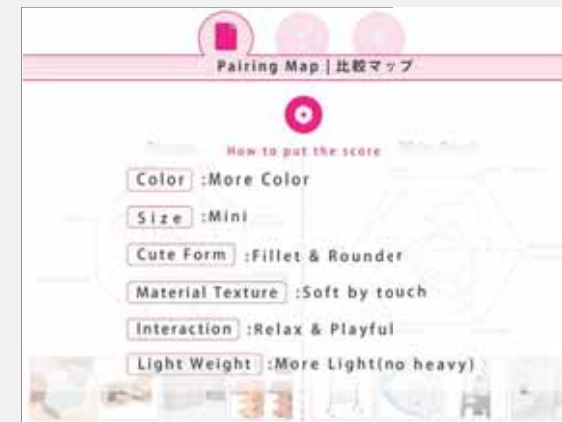 Pairing Map | 比較マップ
How to put the score
Color :More Color
Size :Mini
Cute Form :Fillet & Rounder
Material Texture :Soft by touch
Interaction :Relax & Playful
Light Weight :More Light(no heavy)